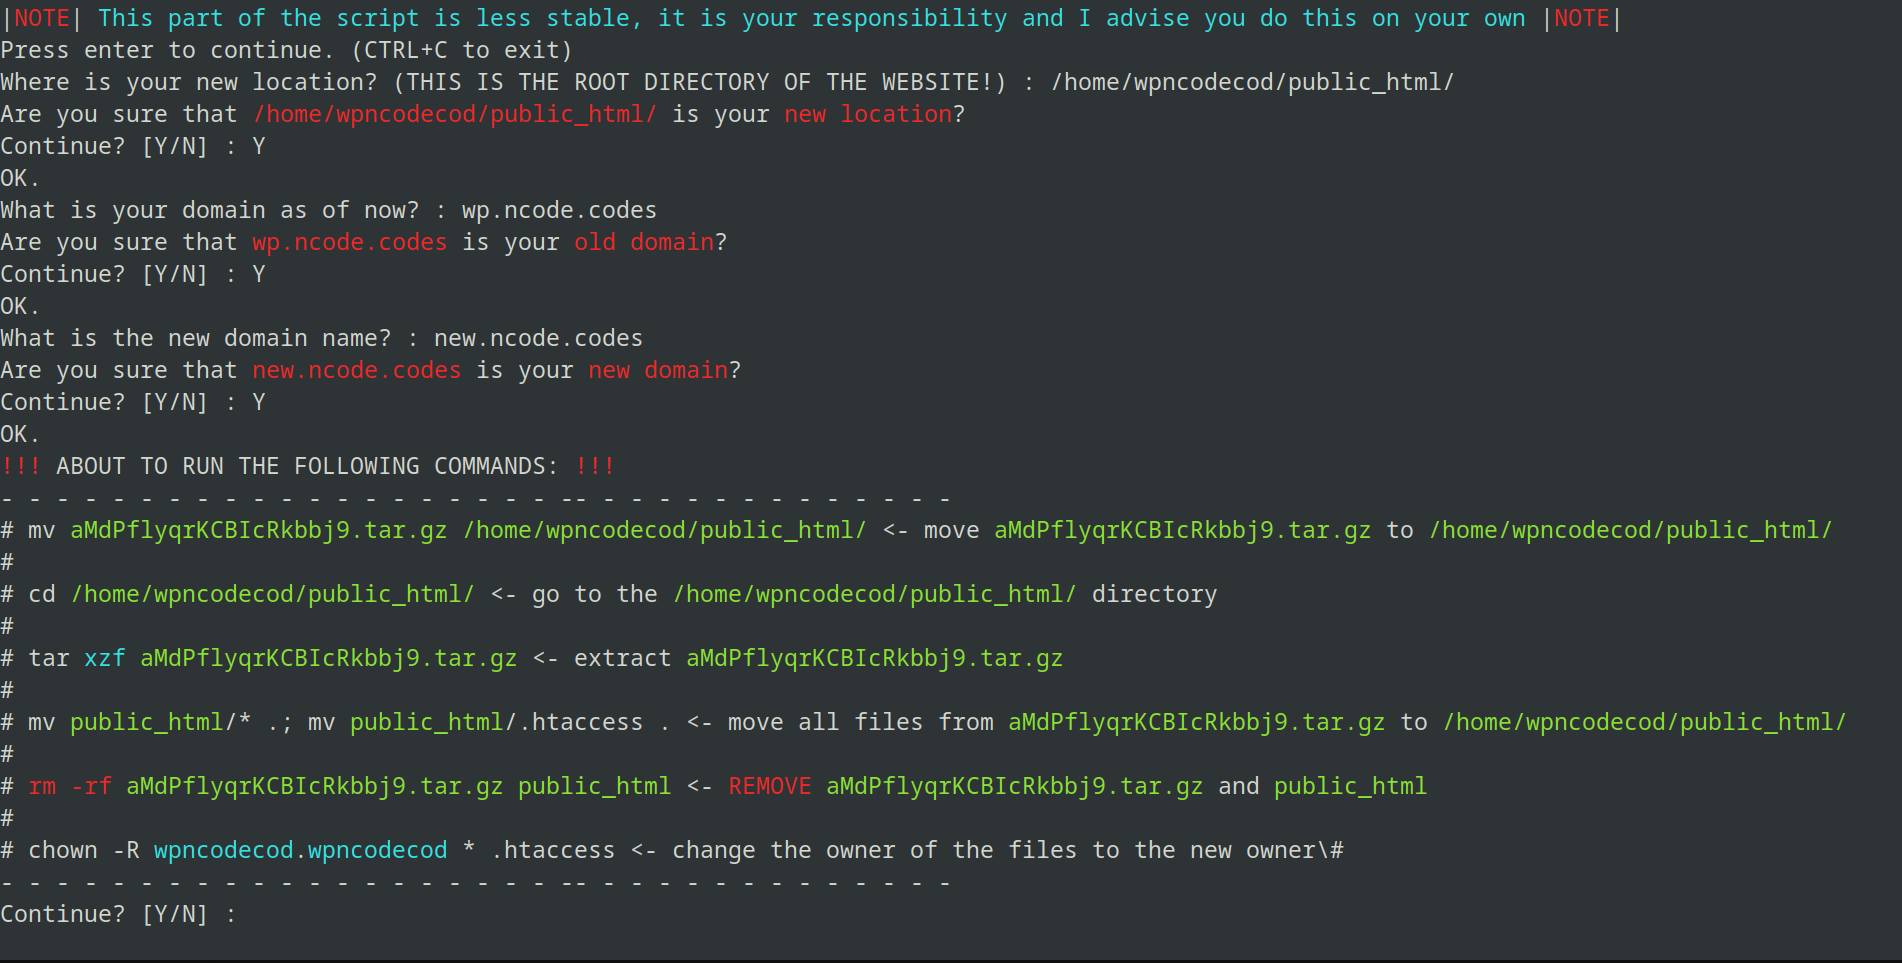 |NOTE| This part of the script is less stable, it is your responsibility and I advise you do this on your own |NOTE|
Press enter to continue. (CTRL+C to exit)
Where is your new location? (THIS IS THE ROOT DIRECTORY OF THE WEBSITE!) : /home/wpncodecod/public_html/
Are you sure that /home/wpncodecod/public_html/ is your new location?
Continue? [Y/N] : Y
OK.
What is your domain as of now? : wp.ncode.codes
Are you sure that wp.ncode.codes is your old domain?
Continue? [Y/N] : Y
OK.
What is the new domain name? : new.ncode.codes
Are you sure that new.ncode.codes is your new domain?
Continue? [Y/N] : Y
OK.
!!! ABOUT TO RUN THE FOLLOWING COMMANDS: !!!
- - - - - - - - - - - - - - - - - - - - -- - - - - - - - - - - - - -
# mv aMdPflyqrKCBIcRkbbj9.tar.gz /home/wpncodecod/public_html/ <- move aMdPflyqrKCBIcRkbbj9.tar.gz to /home/wpncodecod/public_html/
#
# cd /home/wpncodecod/public_html/ <- go to the /home/wpncodecod/public_html/ directory
#
# tar xzf aMdPflyqrKCBIcRkbbj9.tar.gz <- extract aMdPflyqrKCBIcRkbbj9.tar.gz
#
# mv public_html/* .; mv public_html/.htaccess . <- move all files from aMdPflyqrKCBIcRkbbj9.tar.gz to /home/wpncodecod/public_html/
#
# rm -rf aMdPflyqrKCBIcRkbbj9.tar.gz public_html <- REMOVE aMdPflyqrKCBIcRkbbj9.tar.gz and public_html
#
# chown -R wpncodecod.wpncodecod * .htaccess <- change the owner of the files to the new owner\#
- - - - - - - - - - - - - - - - - - - - -- - - - - - - - - - - - - -
Continue? [Y/N] :